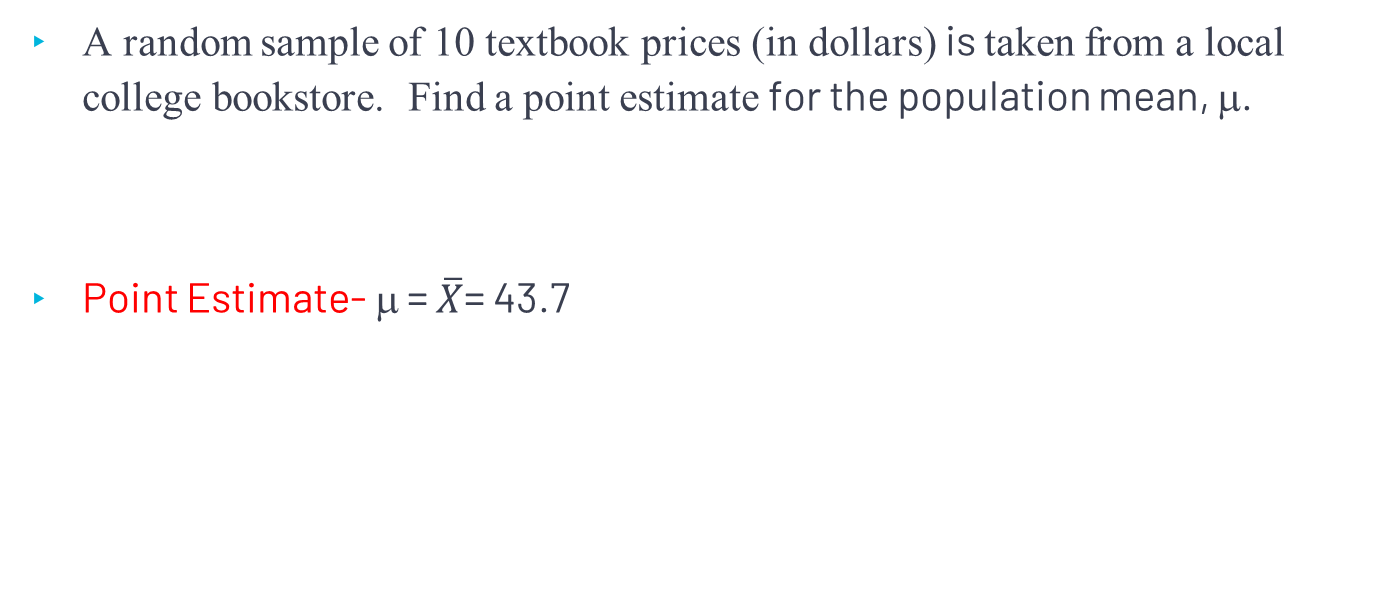 ‣ A random sample of 10 textbook prices (in dollars) is taken from a local
college bookstore. Find a point estimate for the population mean, μ.
‣ Point Estimate- μ = X̅= 43.7